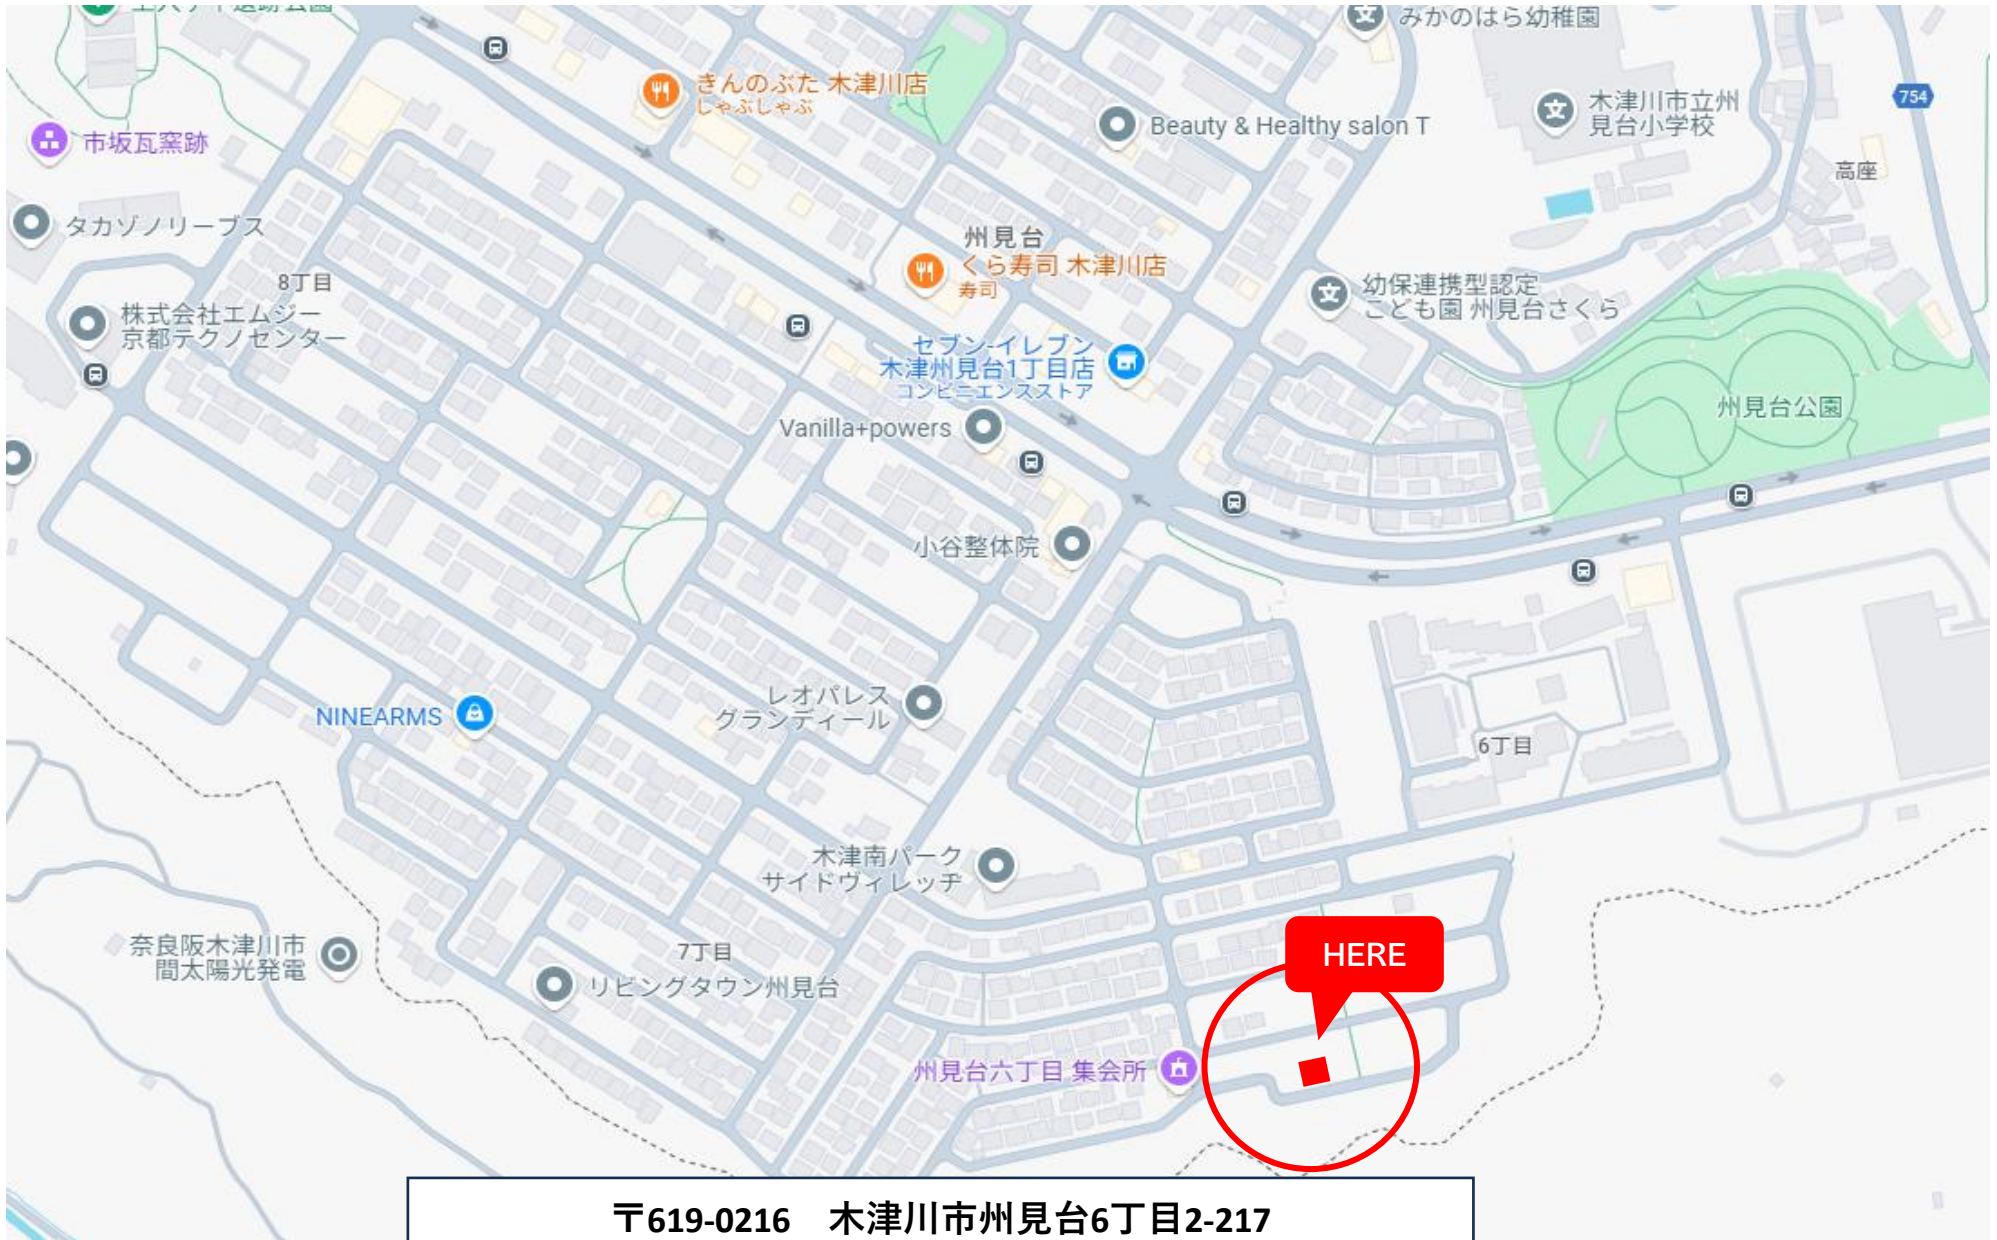 みかのはら幼稚園
きんのぶた 木津川店
しゃぶしゃぶ
754
木津川市立州
見台小学校
Beauty & Healthy salon T
市坂瓦窯跡
高座
タカゾノリーブス
州見台
くら寿司 木津川店
寿司
8丁目
幼保連携型認定
こども園 州見台さくら
株式会社エムジー
京都テクノセンター
セブン-イレブン
木津州見台1丁目店
コンビニエンスストア
州見台公園
Vanilla+powers
小谷整体院
レオパレス
グランディール
NINEARMS
6丁目
木津南パーク
サイドヴィレッヂ
奈良阪木津川市
間太陽光発電
7丁目
リビングタウン州見台
HERE
州見台六丁目 集会所
〒619-0216　木津川市州見台6丁目2-217